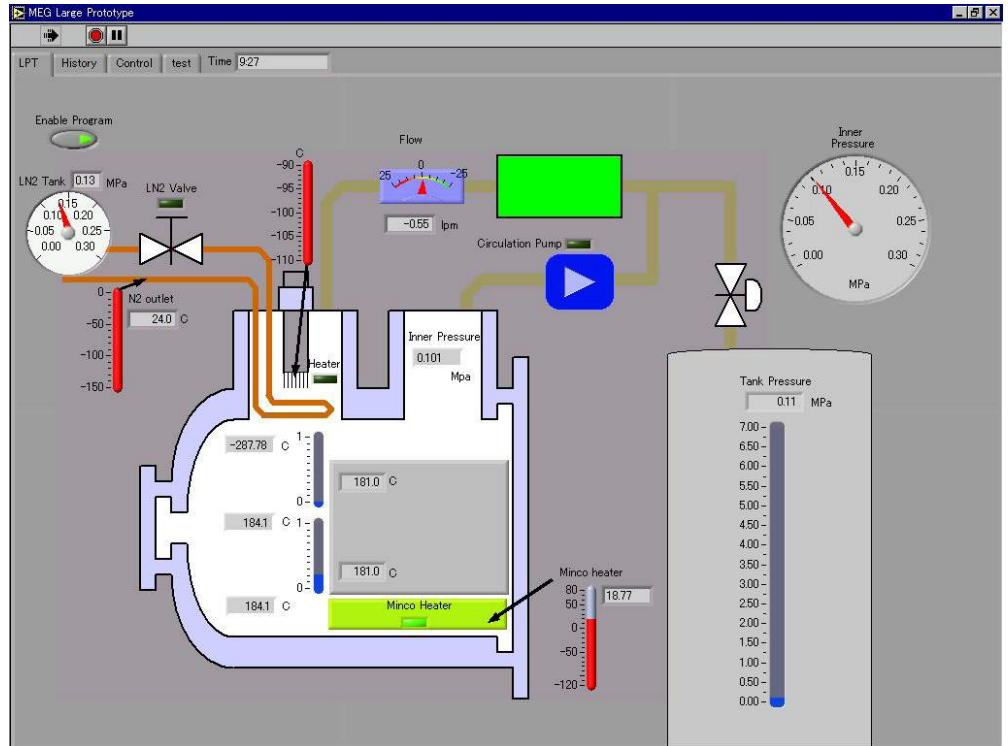 MEG Large Prototype
LPT History Control test Time 9:27
Enable Program
LN2 Tank 0.13 MPa
LN2 Valve
0.00 0.05 0.10 0.15 0.20 0.25 0.30
C
-90
-95
-100
-105
-110
Flow
25 0 -25
-0.55 lpm
Circulation Pump
Inner
Pressure
0.00 0.05 0.10 0.15 0.20 0.25 0.30
MPa
N2 outlet
24.0 C
0
-50
-100
-150
Heater
Inner Pressure
0.101
Mpa
-287.78 C
1
0
184.1 C
1
0
184.1 C
181.0 C
181.0 C
Minco Heater
Minco heater
18.77
80
50
0
-50
-120
Tank Pressure
0.11 MPa
7.00
6.50
6.00
5.50
5.00
4.50
4.00
3.50
3.00
2.50
2.00
1.50
1.00
0.50
0.00